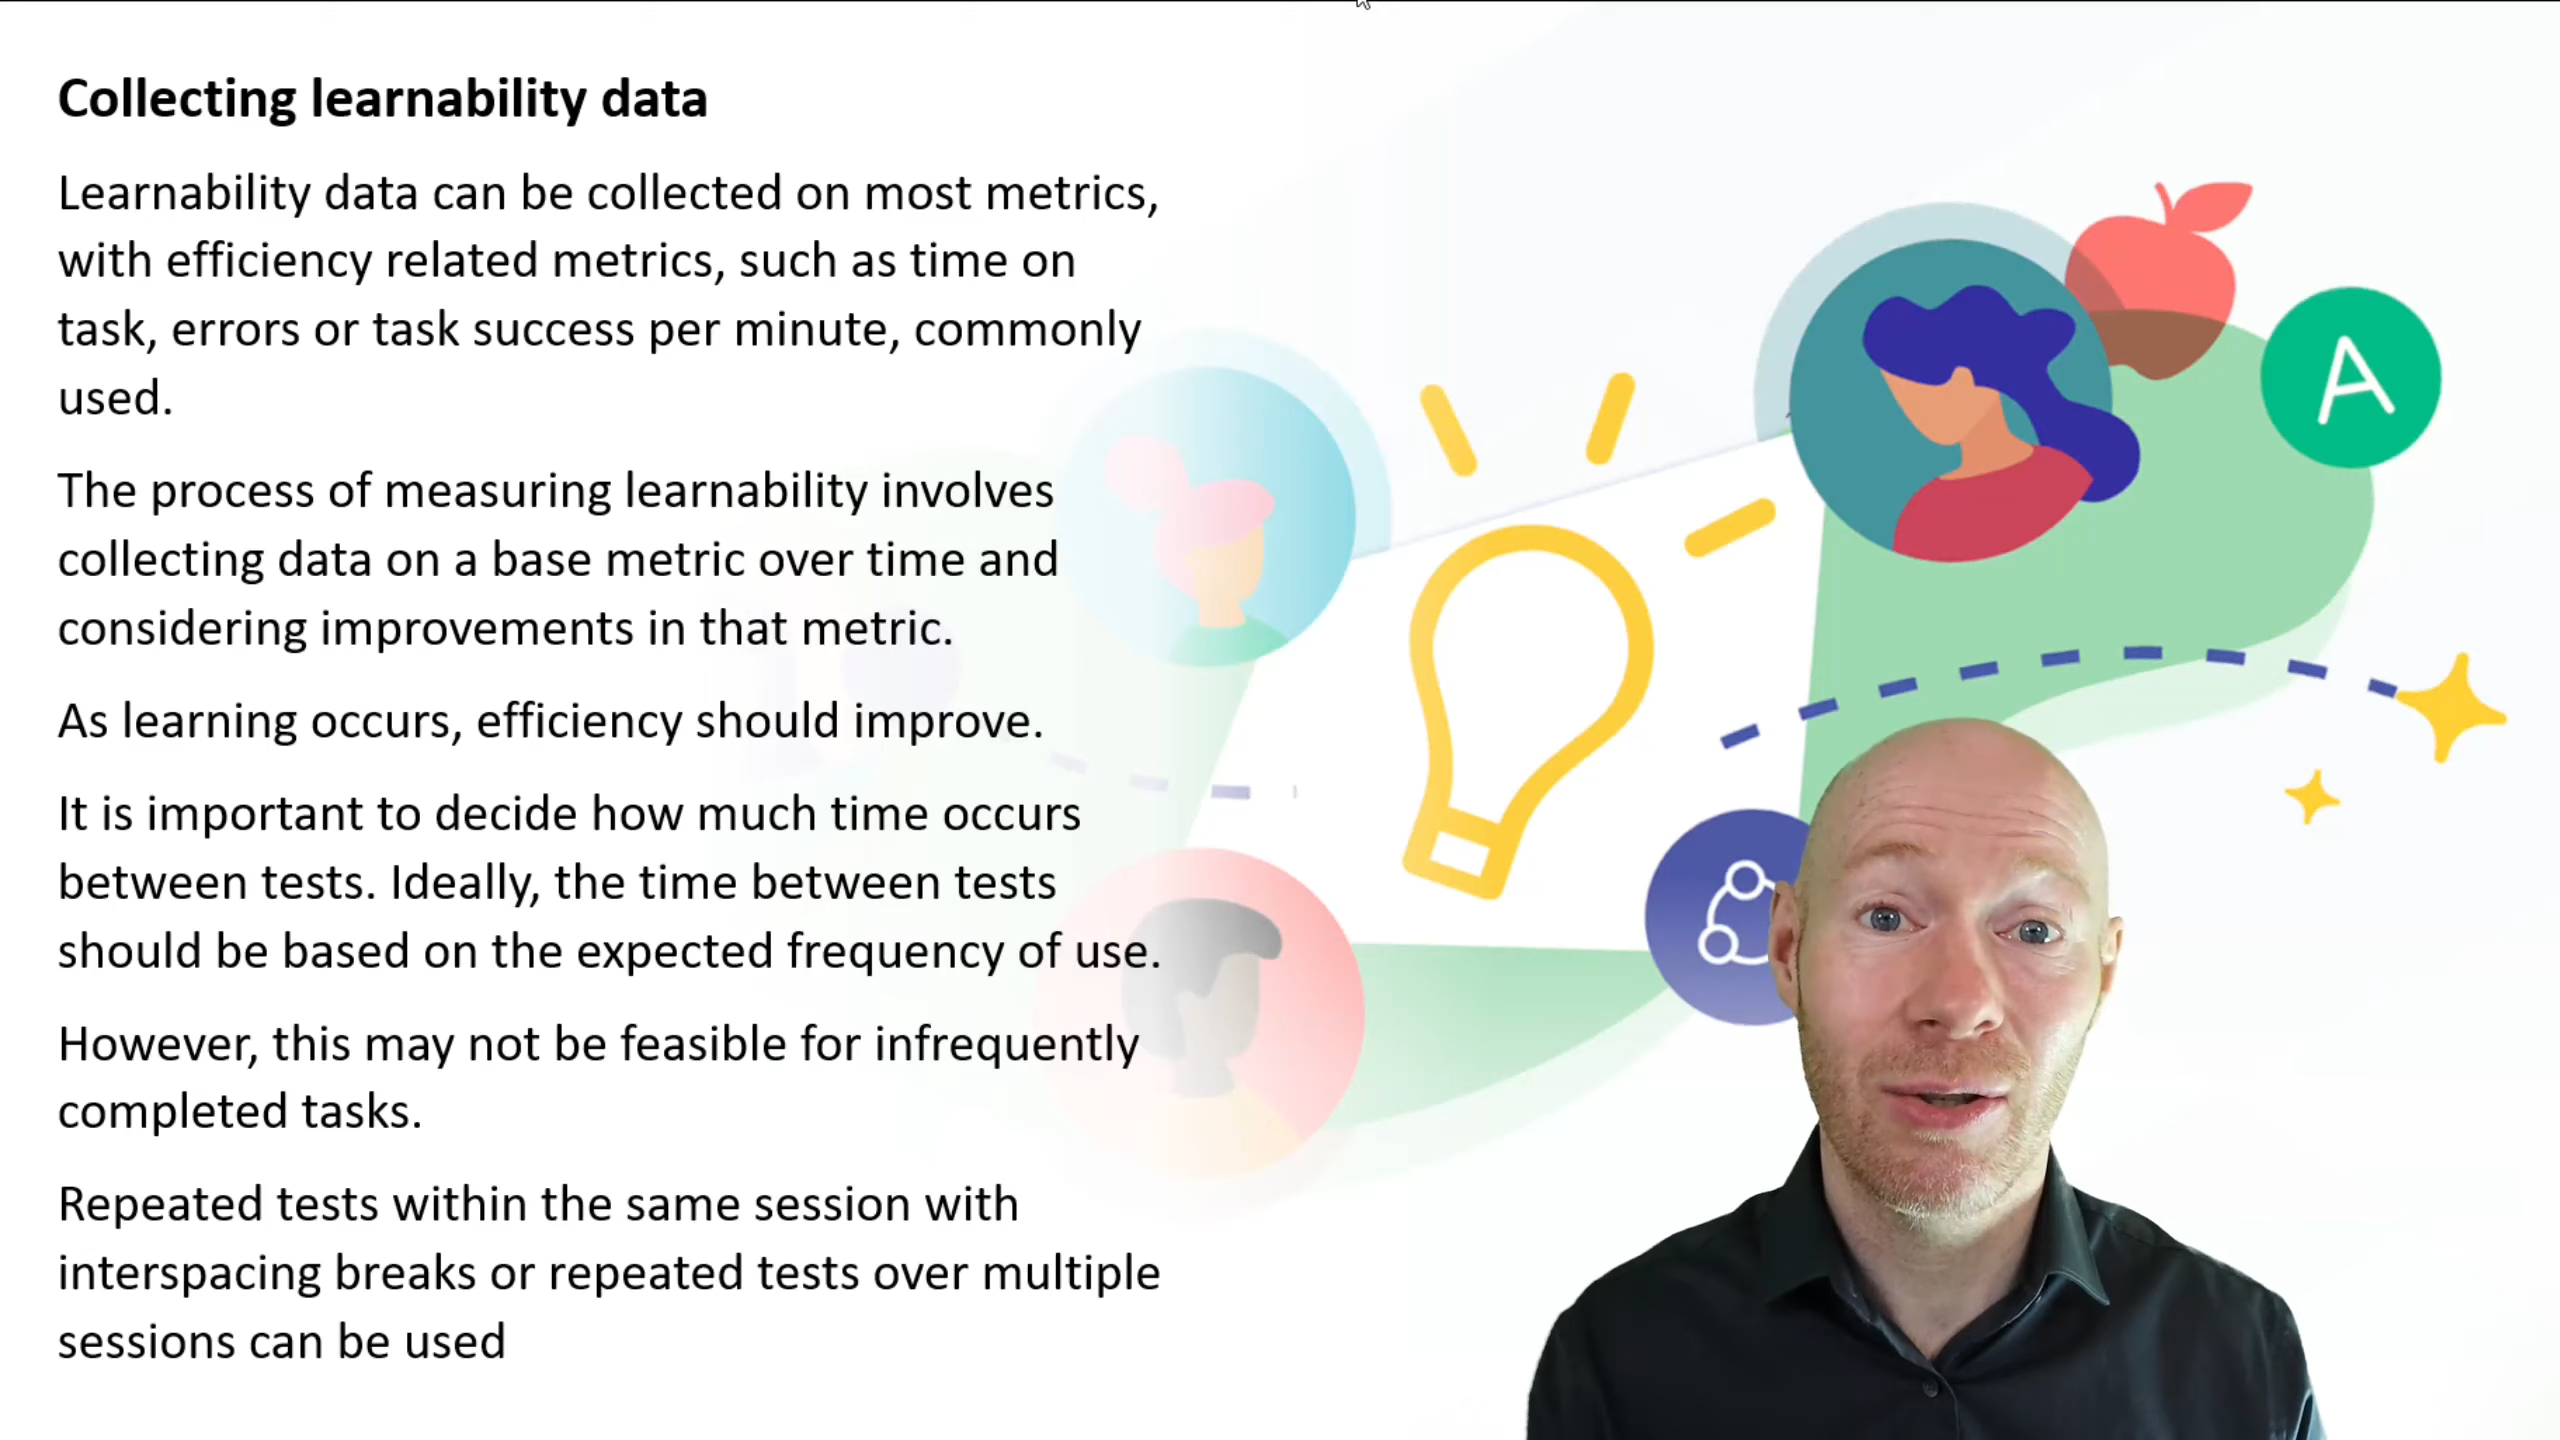 Collecting learnability data
Learnability data can be collected on most metrics,
with efficiency related metrics, such as time on
task, errors or task success per minute, commonly
used.
The process of measuring learnability involves
collecting data on a base metric over time and
considering improvements in that metric.
As learning occurs, efficiency should improve.
It is important to decide how much time occurs
between tests. Ideally, the time between tests
should be based on the expected frequency of use.
However, this may not be feasible for infrequently
completed tasks.
Repeated tests within the same session with
interspacing breaks or repeated tests over multiple
sessions can be used
A